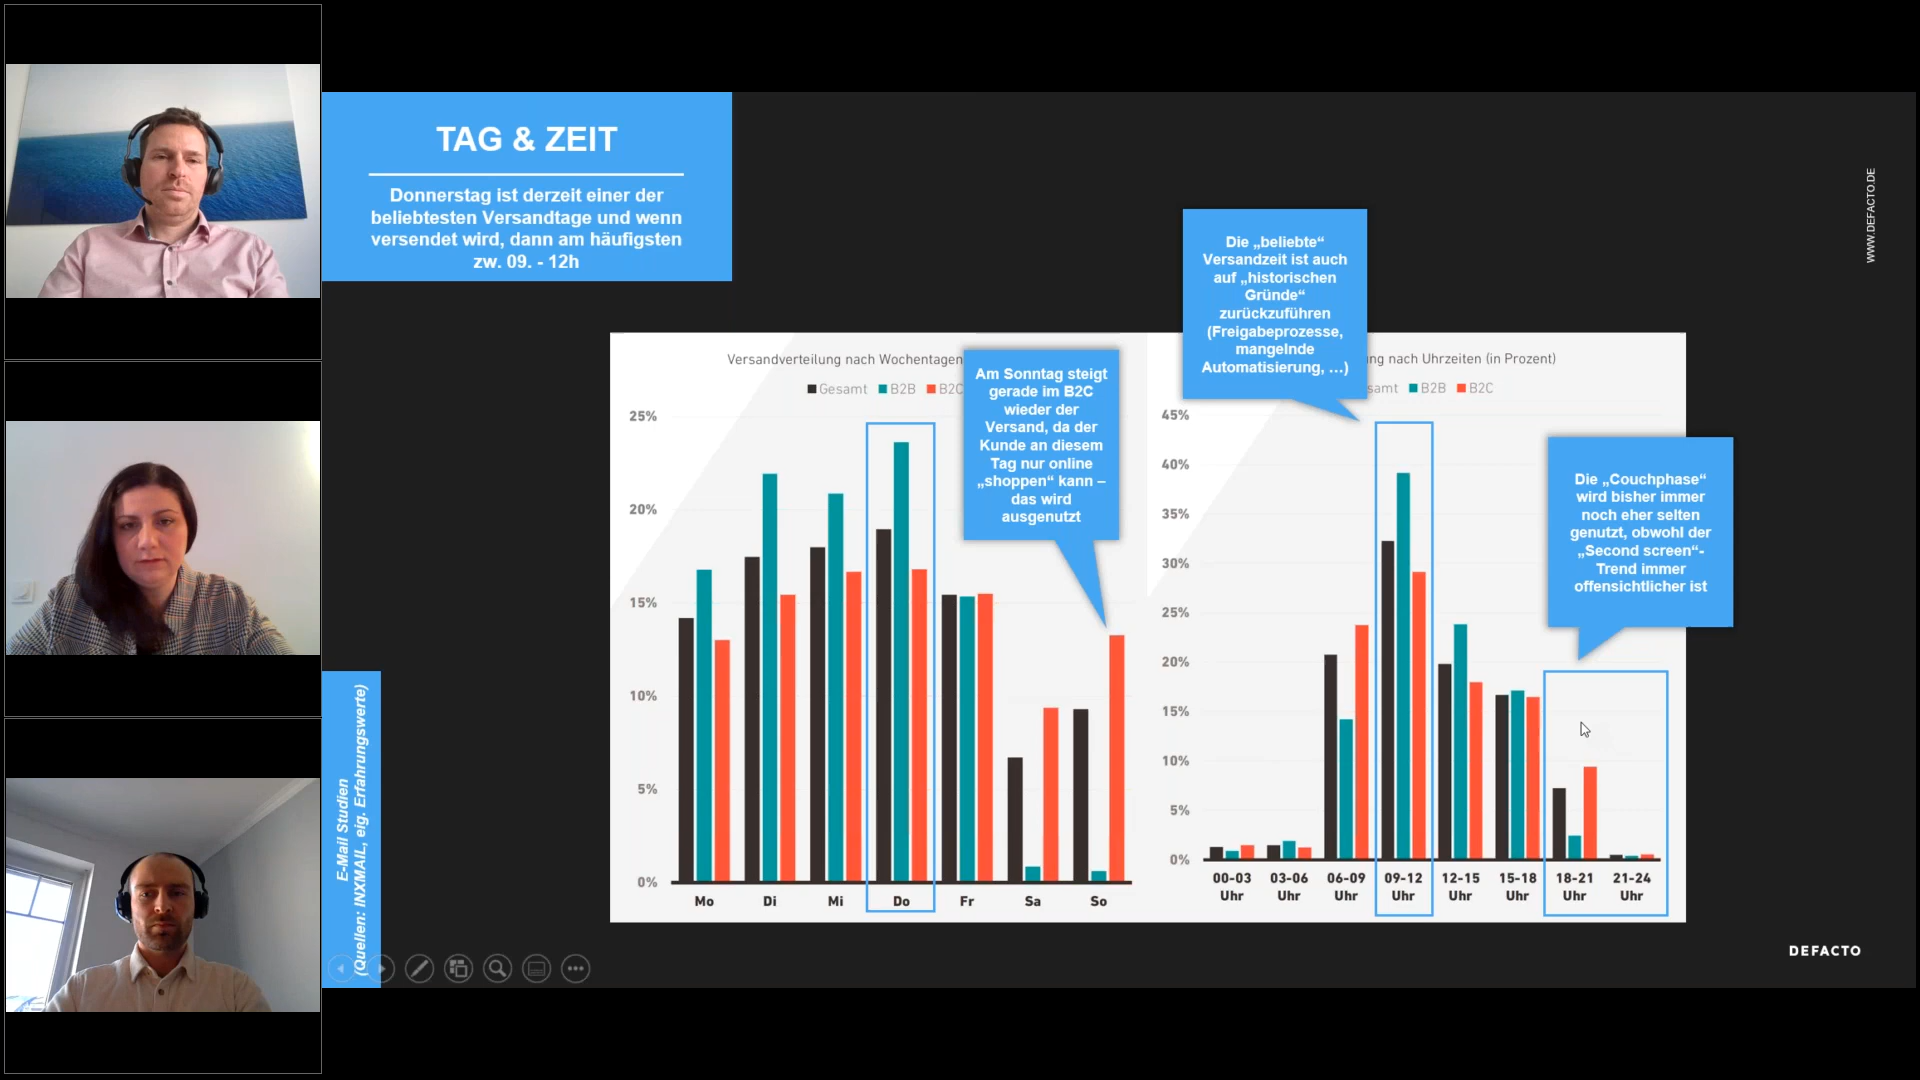 TAG & ZEIT
Donnerstag ist derzeit einer der
beliebtesten Versandtage und wenn
versendet wird, dann am häufigsten
zw. 09. - 12h
WWW.DEFACTO.DE
Die „beliebte“
Versandzeit ist auch
auf „historischen
Gründe“
zurückzuführen
(Freigabeprozesse,
mangelnde
Automatisierung, …)
Versandverteilung nach Wochentagen
Gesamt B2B B2C
Am Sonntag steigt
gerade im B2C
wieder der
Versand, da der
Kunde an diesem
Tag nur online
„shoppen“ kann –
das wird
ausgenutzt
25%
20%
15%
10%
5%
0%
Mo Di Mi Do Fr Sa So
ng nach Uhrzeiten (in Prozent)
samt B2B B2C
45%
40%
35%
30%
25%
20%
15%
10%
5%
0%
00-03 03-06 06-09 09-12 12-15 15-18 18-21 21-24
Uhr Uhr Uhr Uhr Uhr Uhr Uhr Uhr
Die „Couchphase“
wird bisher immer
noch eher selten
genutzt, obwohl der
„Second screen“-
Trend immer
offensichtlicher ist
E-Mail Studien
(Quellen: INXMAIL, eig. Erfahrungswerte)
DEFACTO